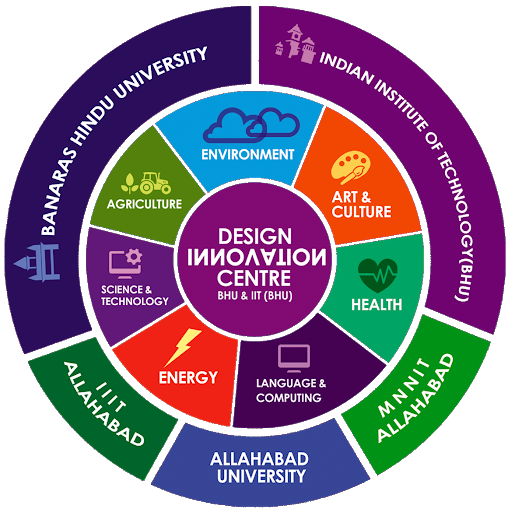 BANARAS HINDU UNIVERSITY
INDIAN INSTITUTE OF TECHNOLOGY(BHU)
ENVIRONMENT
ART &
CULTURE
AGRICULTURE
DESIGN
INNOVATION
CENTRE
BHU & IIT (BHU)
SCIENCE &
TECHNOLOGY
HEALTH
ENERGY
LANGUAGE &
COMPUTING
IIIT
ALLAHABAD
ALLAHABAD
UNIVERSITY
MNNIT
ALLAHABAD